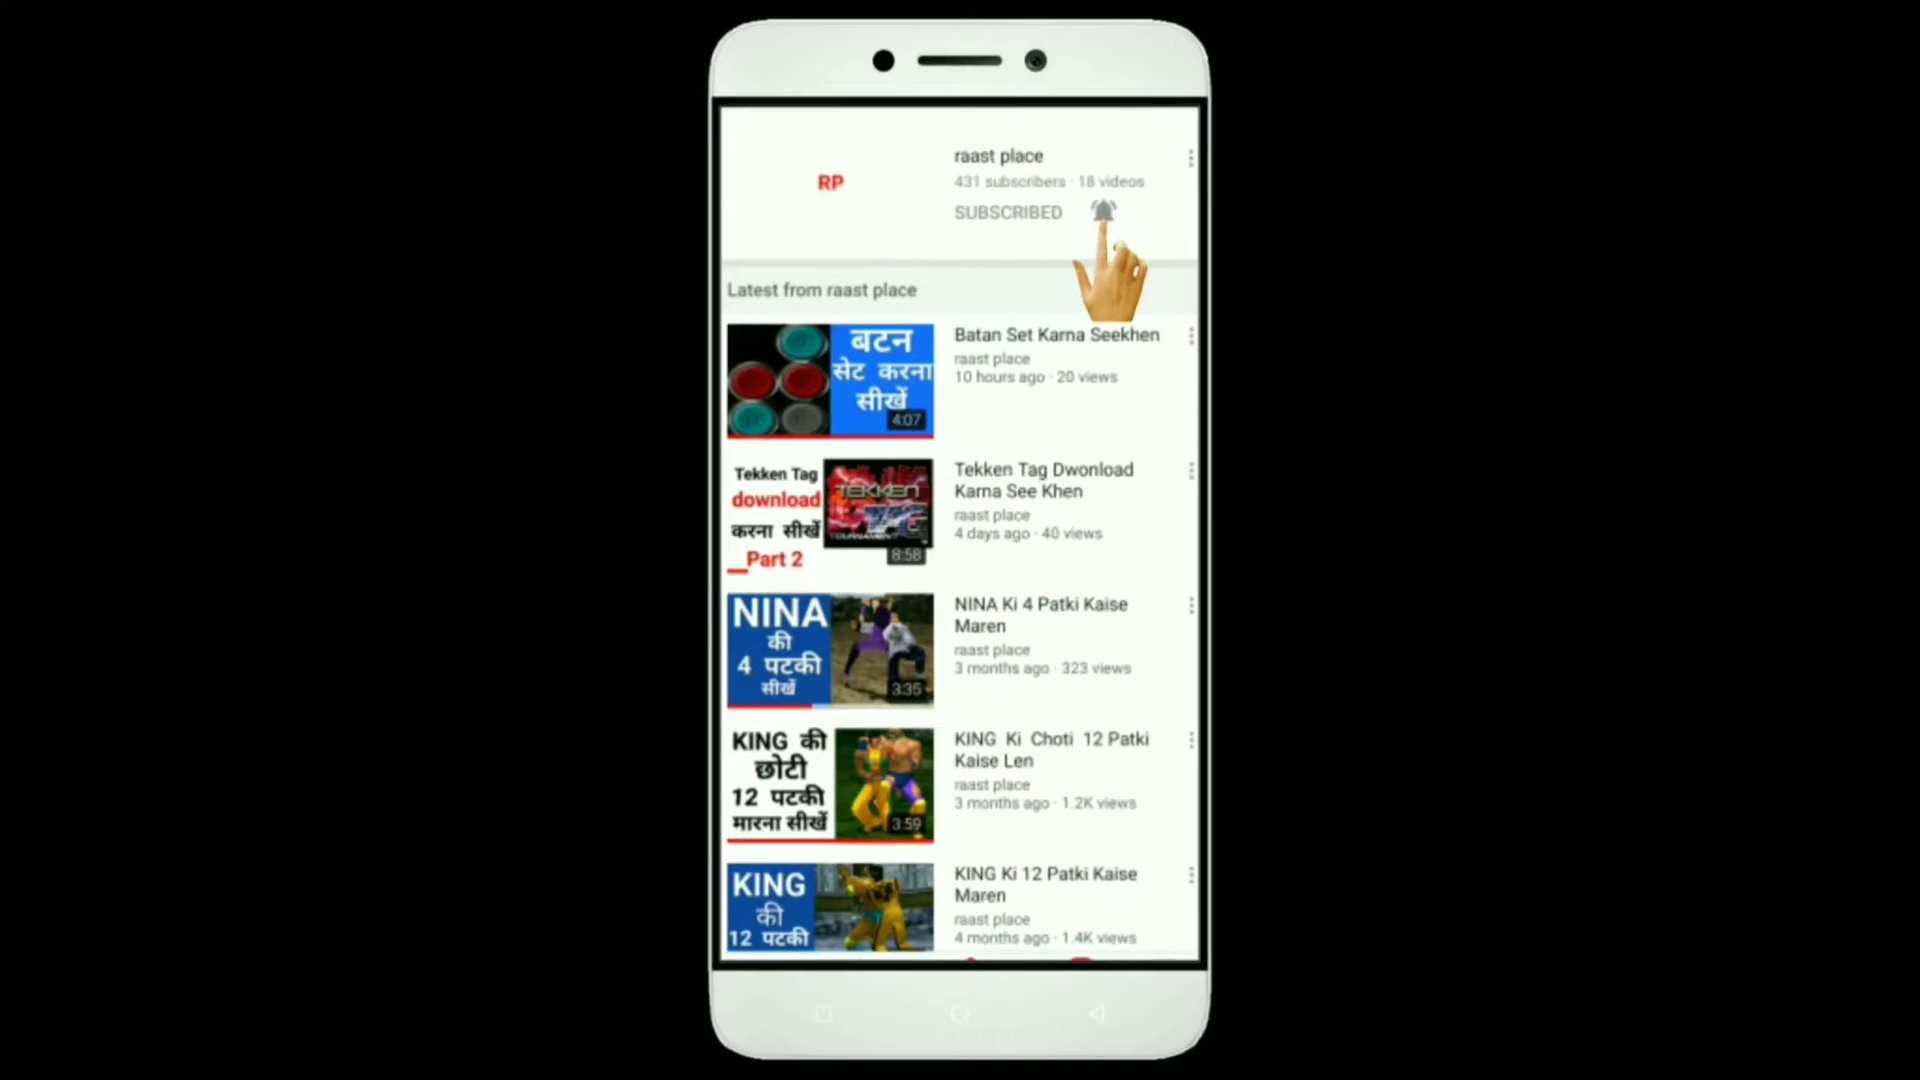 RP
raast place
431 subscribers · 18 videos
SUBSCRIBED
Latest from raast place
बटन
सेट करना
सीखें
4:07
Batan Set Karna Seekhen
raast place
10 hours ago · 20 views
Tekken Tag
download
करना सीखें
Part 2
TEKKEN
TOURNAMENT
8:58
Tekken Tag Dwonload
Karna See Khen
raast place
4 days ago · 40 views
NINA
की
4 पटकी
सीखें
3:35
NINA Ki 4 Patki Kaise
Maren
raast place
3 months ago · 323 views
KING की
छोटी
12 पटकी
मारना सीखें
3:59
KING Ki Choti 12 Patki
Kaise Len
raast place
3 months ago · 1.2K views
KING
की
12 पटकी
KING Ki 12 Patki Kaise
Maren
raast place
4 months ago · 1.4K views